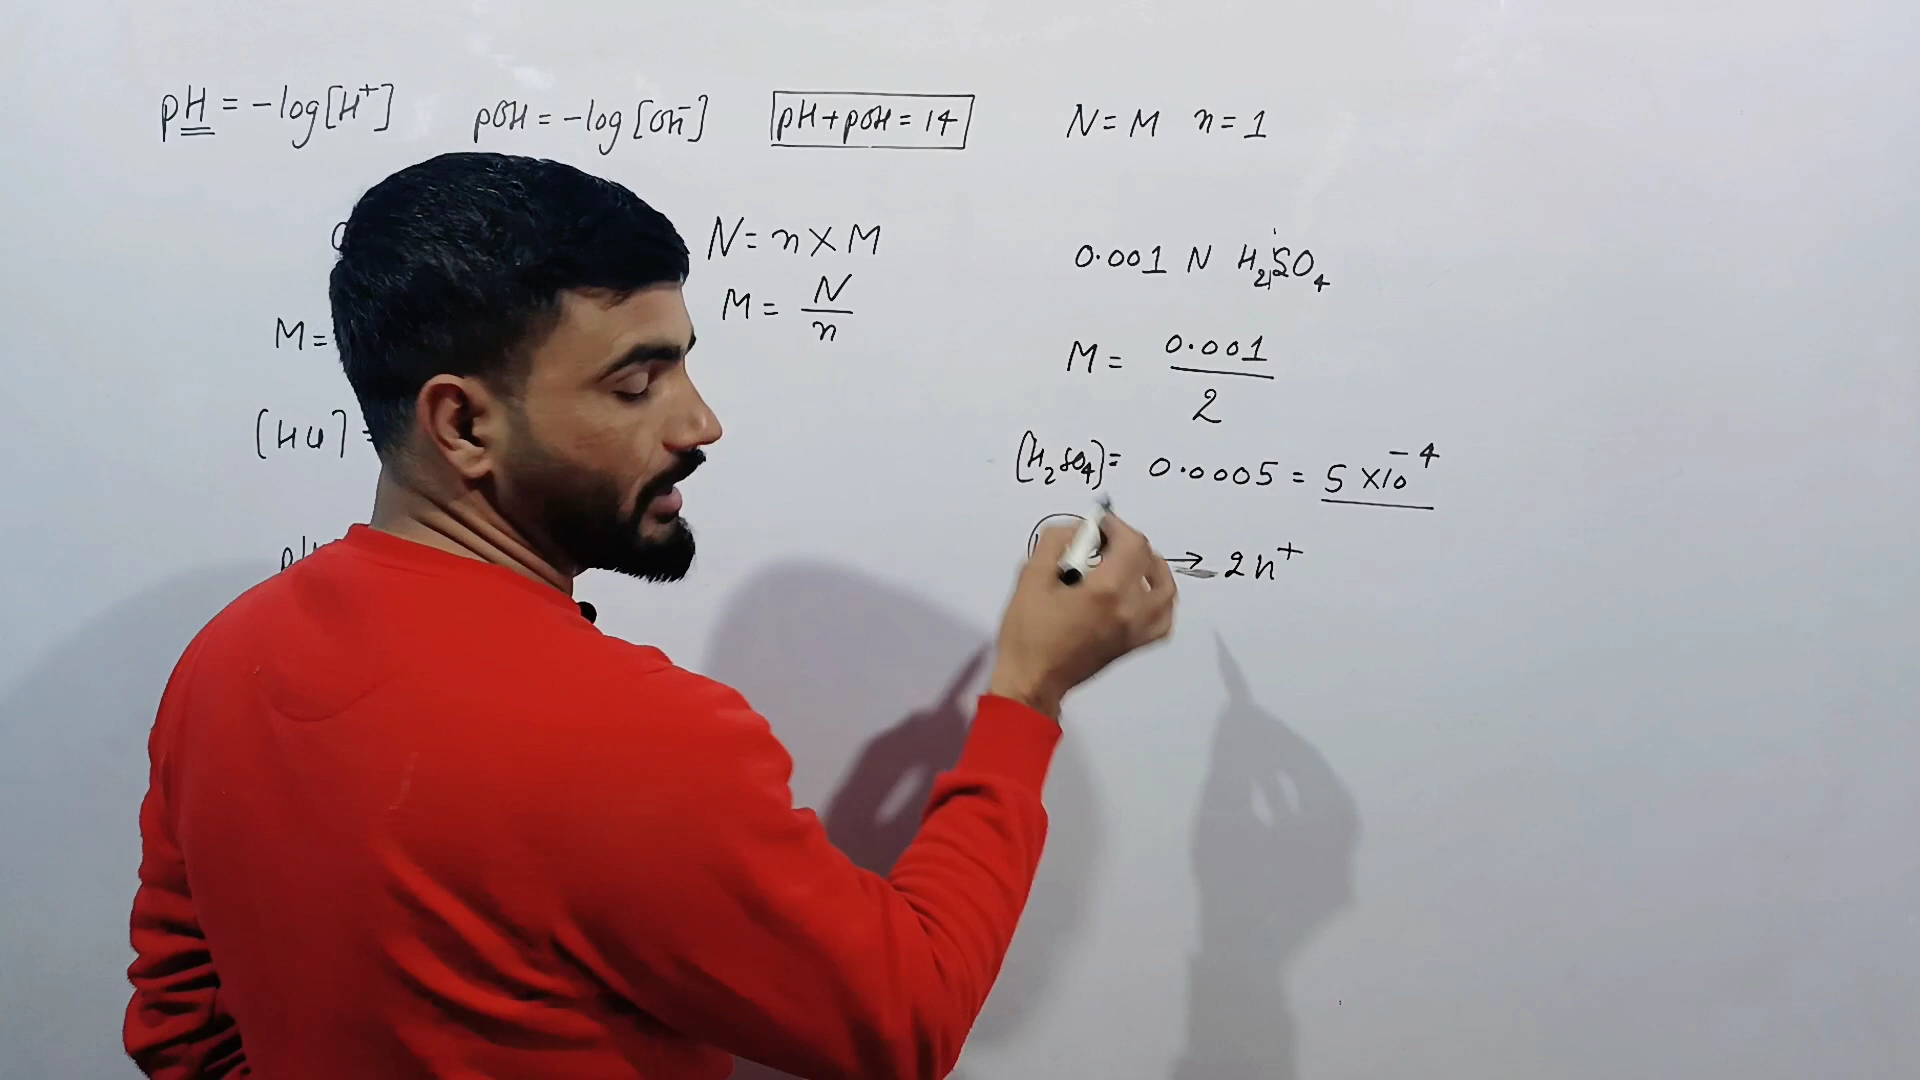 pH = -log[H⁺] pOH = -log[OH⁻] pH + pOH = 14 N = M n = 1
N = n × M
M = N/n
0.001 N H₂SO₄
M =
M = 0.001/2
[HCl]
[H₂SO₄] = 0.0005 = 5 × 10⁻⁴
→ 2H⁺